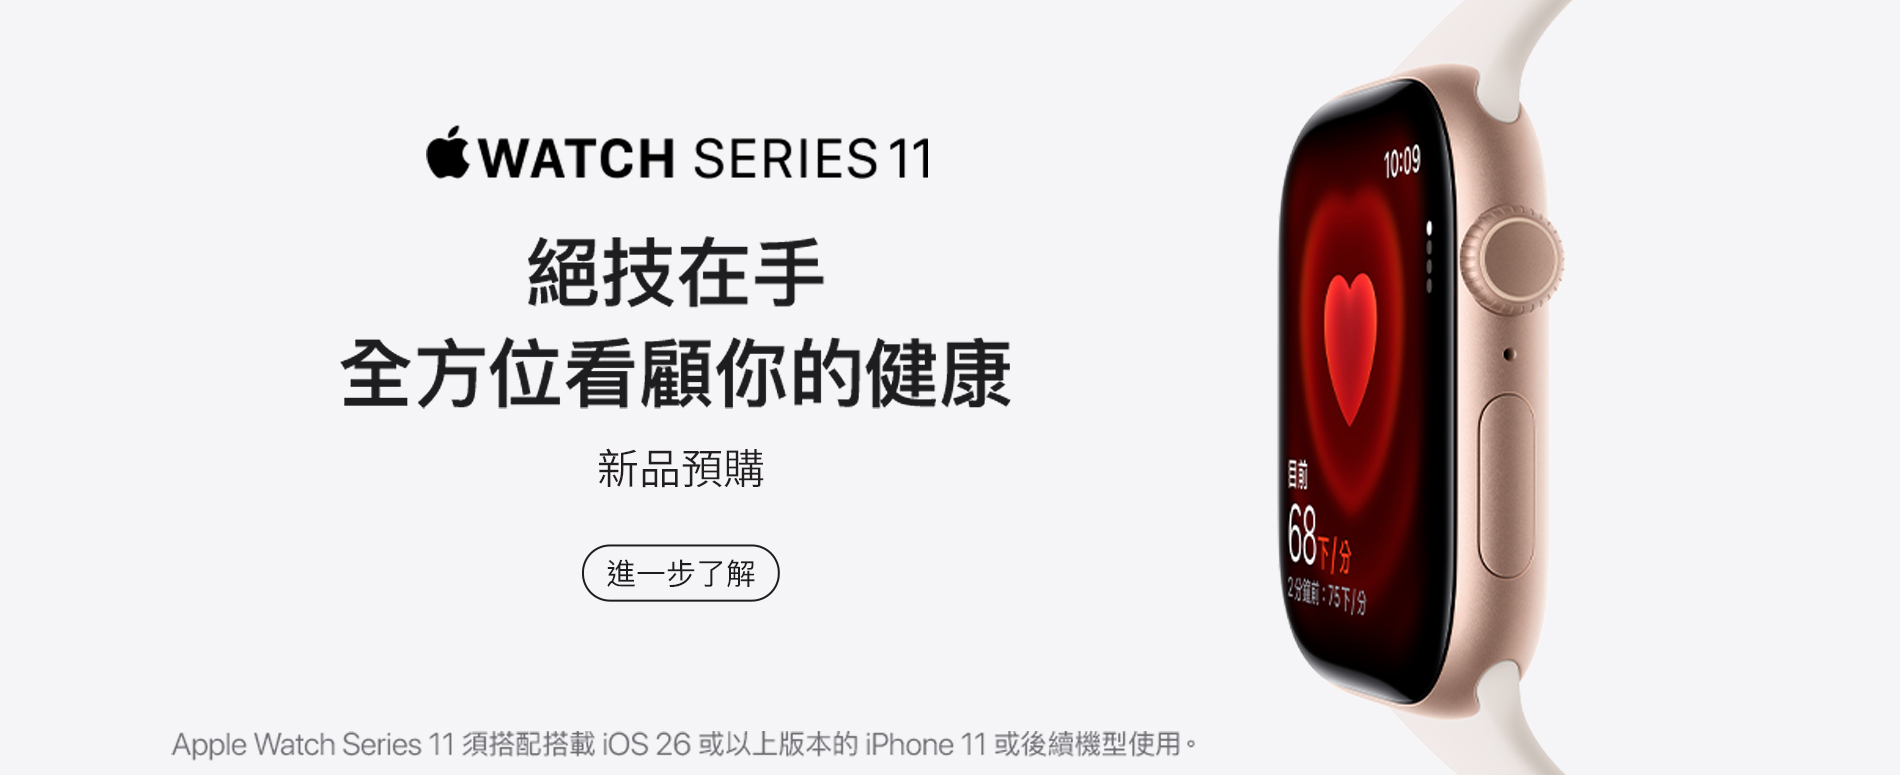 WATCH SERIES 11
絕技在手
全方位看顧你的健康
新品預購
進一步了解
Apple Watch Series 11 須搭配搭載 iOS 26 或以上版本的 iPhone 11 或後續機型使用。
10:09
目前
68下/分
2分鐘前：75下/分